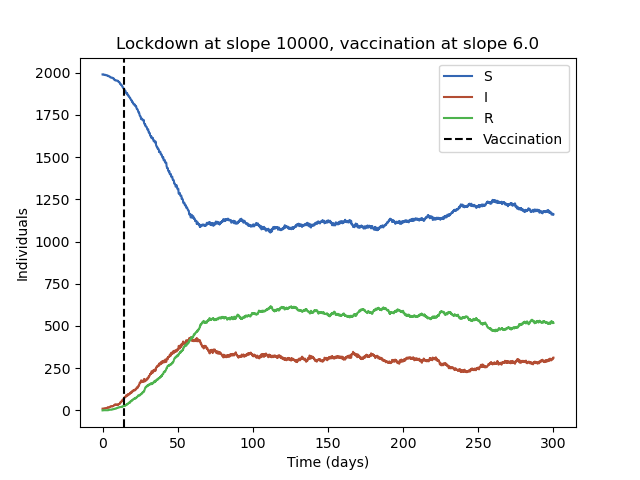 Lockdown at slope 10000, vaccination at slope 6.0
S
I
R
Vaccination
Individuals
2000
1750
1500
1250
1000
750
500
250
0
0 50 100 150 200 250 300
Time (days)